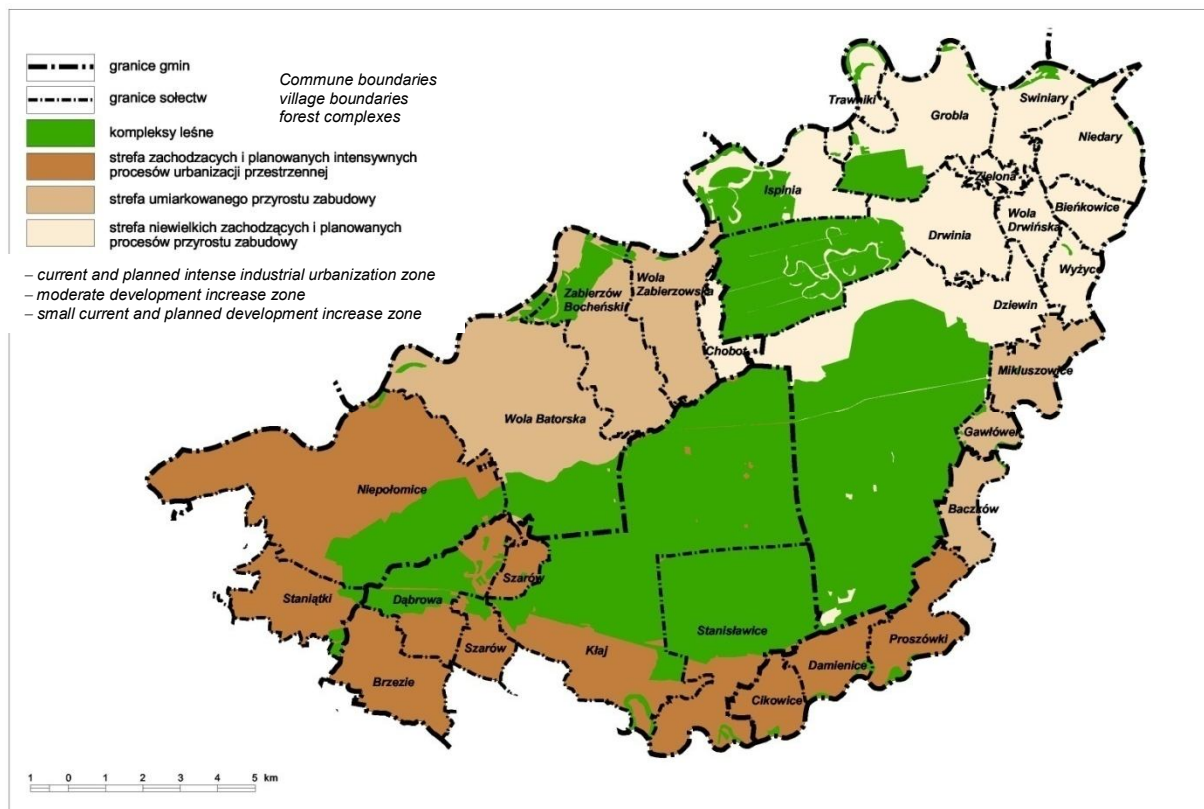 granice gmin
granice sołectw
kompleksy leśne
strefa zachodzacych i planowanych intensywnych
procesów urbanizacji przestrzennej
strefa umiarkowanego przyrostu zabudowy
strefa niewielkich zachodzących i planowanych
procesów przyrostu zabudowy
Commune boundaries
village boundaries
forest complexes
– current and planned intense industrial urbanization zone
– moderate development increase zone
– small current and planned development increase zone
Trawniki
Grobla
Swiniary
Niedary
Ispinia
Zielona
Bieńkowice
Wola
Drwińska
Drwinia
Wyżyce
Wola
Zabierzowska
Zabierzów
Bocheński
Dziewin
Chobot
Mikluszowice
Wola Batorska
Gawłówek
Niepołomice
Baczków
Szarów
Staniątki
Dąbrowa
Stanisławice
Proszówki
Szarów
Kłaj
Damienice
Brzezie
Cikowice
1 0 1 2 3 4 5 km